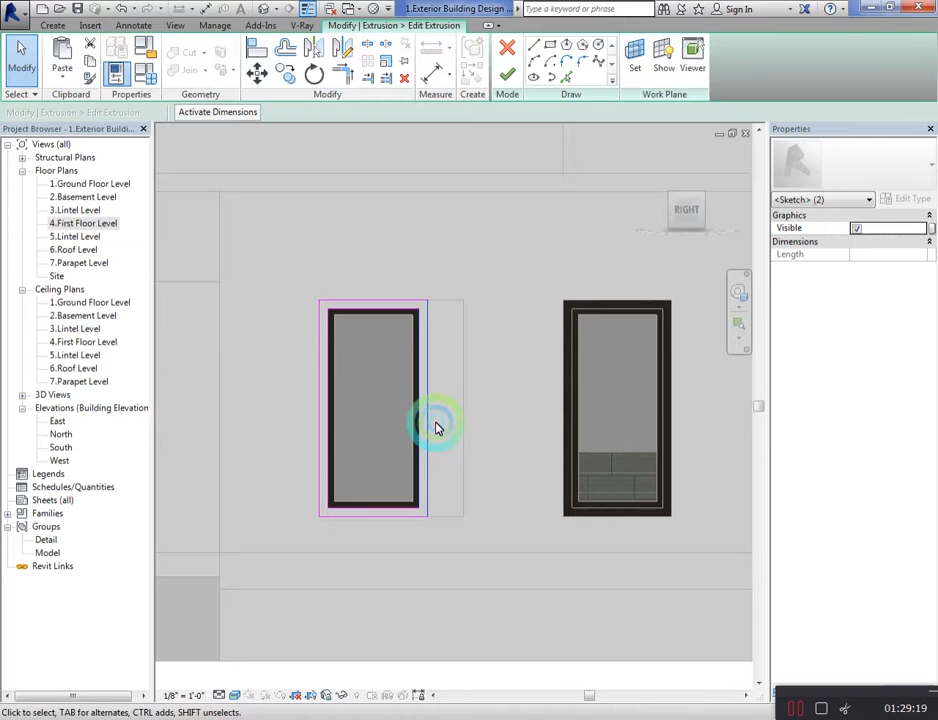 1.Exterior Building Design ...
Type a keyword or phrase
Sign In
Create
Insert
Annotate
View
Manage
Add-Ins
V-Ray
Modify | Extrusion > Edit Extrusion
Modify
Paste
Cut
Join
Set
Show
Viewer
Select
Clipboard
Properties
Geometry
Modify
Measure
Create
Mode
Draw
Work Plane
Modify | Extrusion > Edit Extrusion
Activate Dimensions
Project Browser - 1.Exterior Buildi...
Views (all)
Structural Plans
Floor Plans
1.Ground Floor Level
2.Basement Level
3.Lintel Level
4.First Floor Level
5.Lintel Level
6.Roof Level
7.Parapet Level
Site
Ceiling Plans
1.Ground Floor Level
2.Basement Level
3.Lintel Level
4.First Floor Level
5.Lintel Level
6.Roof Level
7.Parapet Level
3D Views
Elevations (Building Elevation
East
North
South
West
Legends
Schedules/Quantities
Sheets (all)
Families
Groups
Detail
Model
Revit Links
RIGHT
Properties
<Sketch> (2)
Edit Type
Graphics
Visible
Dimensions
Length
1/8" = 1'-0"
Click to select, TAB for alternates, CTRL adds, SHIFT unselects.
01:29:19